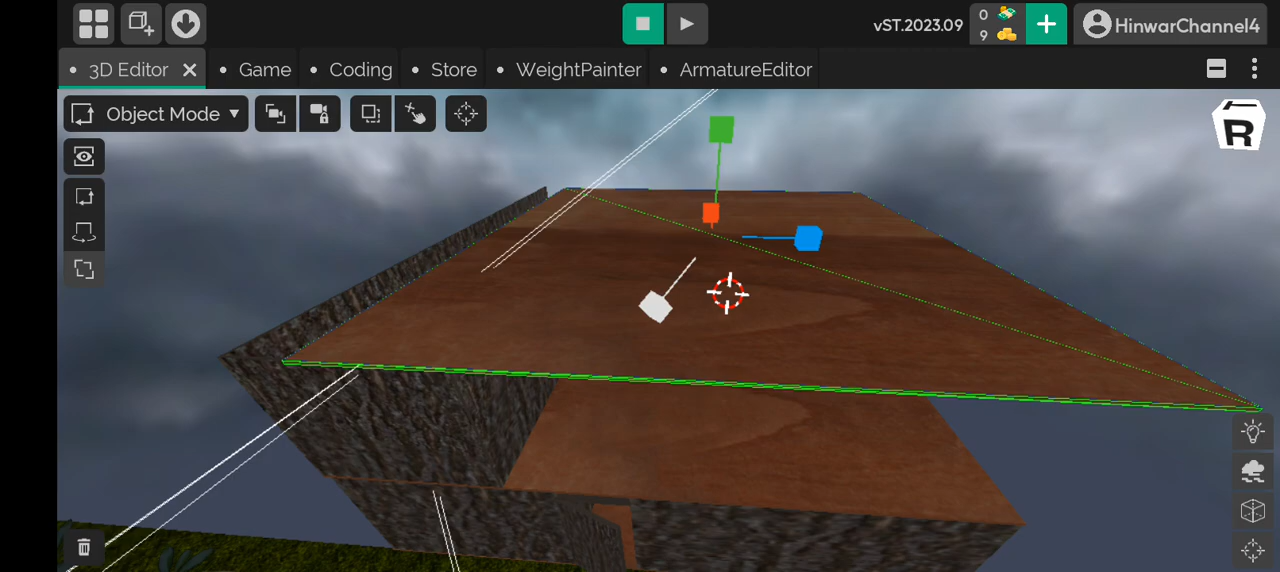 vST.2023.09
0
9
HinwarChannel4
3D Editor
Game
Coding
Store
WeightPainter
ArmatureEditor
Object Mode
R